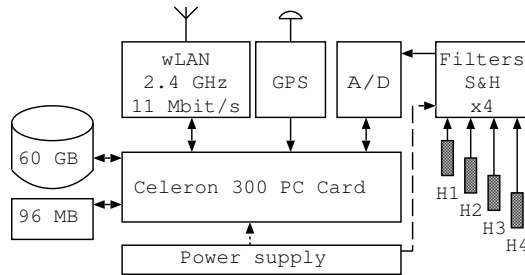 wLAN
2.4 GHz
11 Mbit/s
GPS
A/D
Filters
S&H
x4
60 GB
96 MB
Celeron 300 PC Card
H1
H2
H3
H4
Power supply